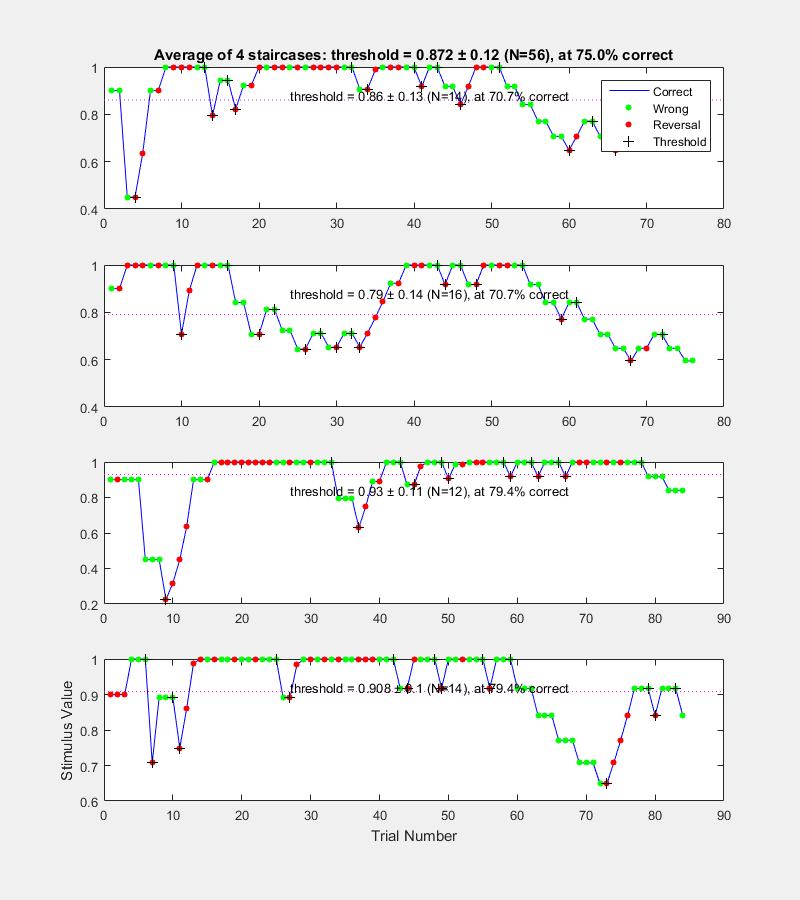 Average of 4 staircases: threshold = 0.872 ± 0.12 (N=56), at 75.0% correct
1
0.8
0.6
0.4
threshold = 0.86 ± 0.13 (N=14), at 70.7% correct
Correct
Wrong
Reversal
Threshold
0 10 20 30 40 50 60 70 80
1
0.8
0.6
0.4
threshold = 0.79 ± 0.14 (N=16), at 70.7% correct
0 10 20 30 40 50 60 70 80
1
0.8
0.6
0.4
0.2
threshold = 0.93 ± 0.11 (N=12), at 79.4% correct
0 10 20 30 40 50 60 70 80 90
1
0.9
0.8
0.7
0.6
threshold = 0.908 ± 0.1 (N=14), at 79.4% correct
Stimulus Value
0 10 20 30 40 50 60 70 80 90
Trial Number